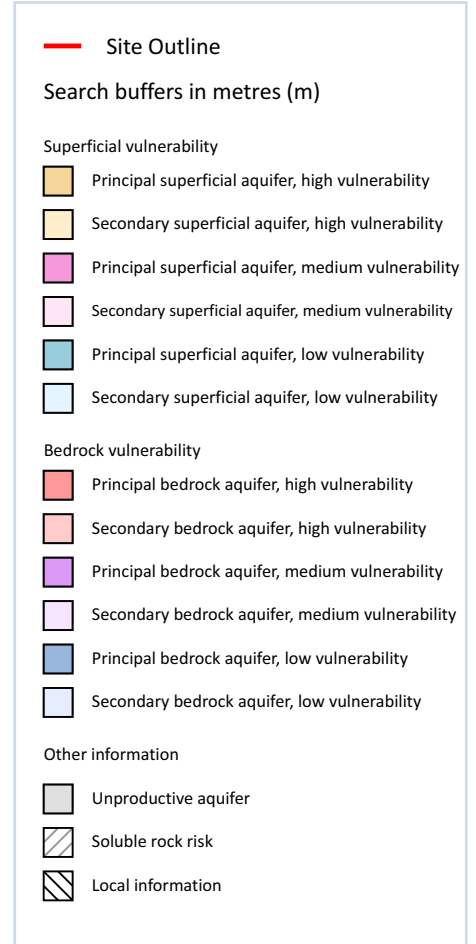 Site Outline
Search buffers in metres (m)
Superficial vulnerability
Principal superficial aquifer, high vulnerability
Secondary superficial aquifer, high vulnerability
Principal superficial aquifer, medium vulnerability
Secondary superficial aquifer, medium vulnerability
Principal superficial aquifer, low vulnerability
Secondary superficial aquifer, low vulnerability
Bedrock vulnerability
Principal bedrock aquifer, high vulnerability
Secondary bedrock aquifer, high vulnerability
Principal bedrock aquifer, medium vulnerability
Secondary bedrock aquifer, medium vulnerability
Principal bedrock aquifer, low vulnerability
Secondary bedrock aquifer, low vulnerability
Other information
Unproductive aquifer
Soluble rock risk
Local information